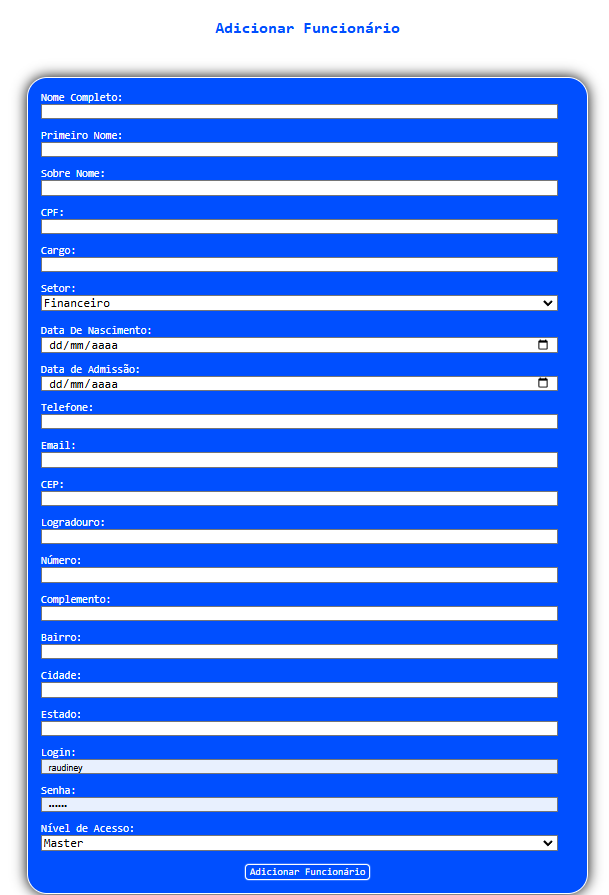 Adicionar Funcionário
Nome Completo:
Primeiro Nome:
Sobre Nome:
CPF:
Cargo:
Setor:
Financeiro
Data De Nascimento:
dd/mm/aaaa
Data de Admissão:
dd/mm/aaaa
Telefone:
Email:
CEP:
Logradouro:
Número:
Complemento:
Bairro:
Cidade:
Estado:
Login:
raudiney
Senha:
••••••
Nível de Acesso:
Master
Adicionar Funcionário